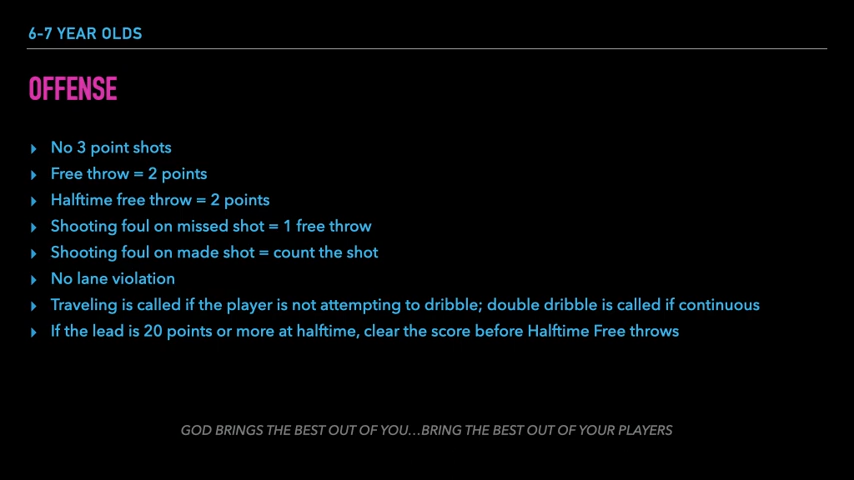 6-7 YEAR OLDS
OFFENSE
▸ No 3 point shots
▸ Free throw = 2 points
▸ Halftime free throw = 2 points
▸ Shooting foul on missed shot = 1 free throw
▸ Shooting foul on made shot = count the shot
▸ No lane violation
▸ Traveling is called if the player is not attempting to dribble; double dribble is called if continuous
▸ If the lead is 20 points or more at halftime, clear the score before Halftime Free throws
GOD BRINGS THE BEST OUT OF YOU…BRING THE BEST OUT OF YOUR PLAYERS